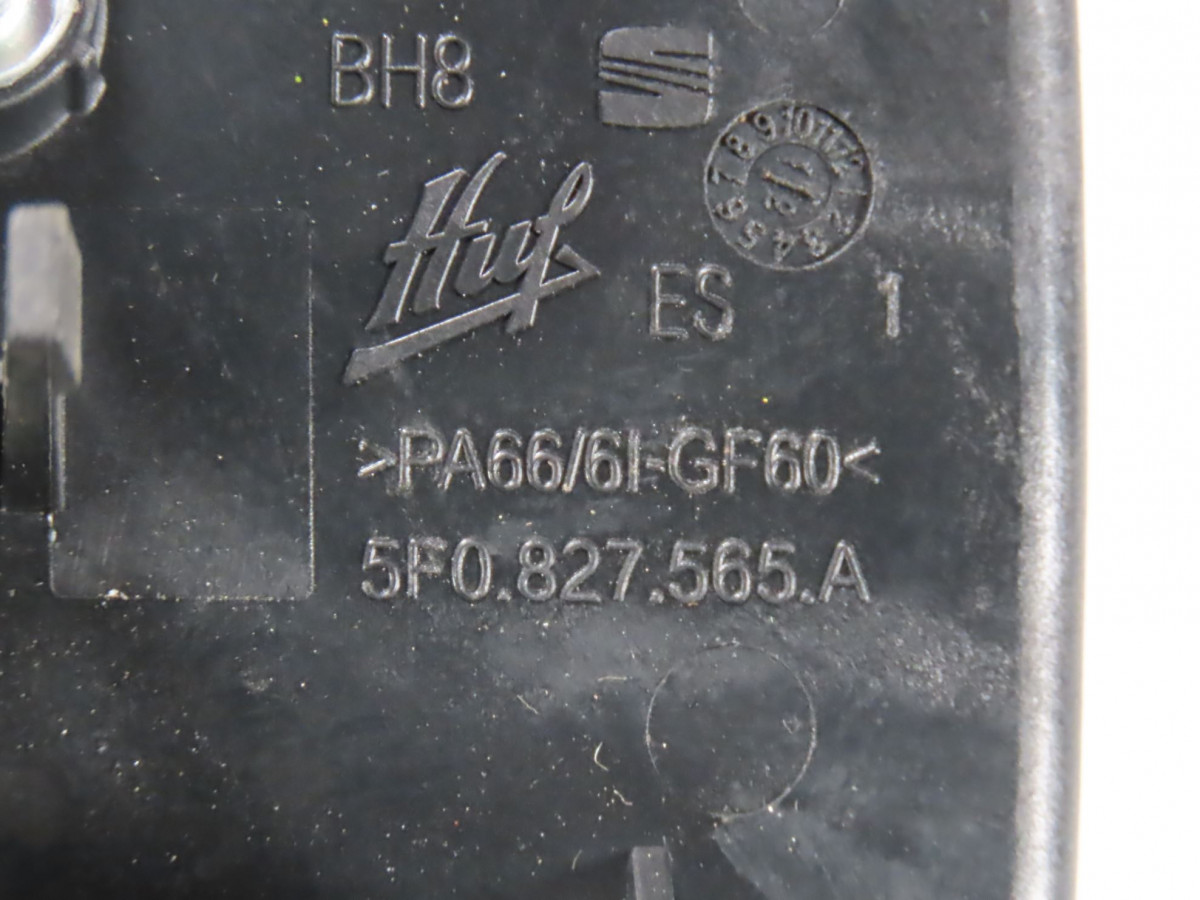 BH8
Huf
ES 1
>PA66/6I-GF60<
5F0.827.565.A